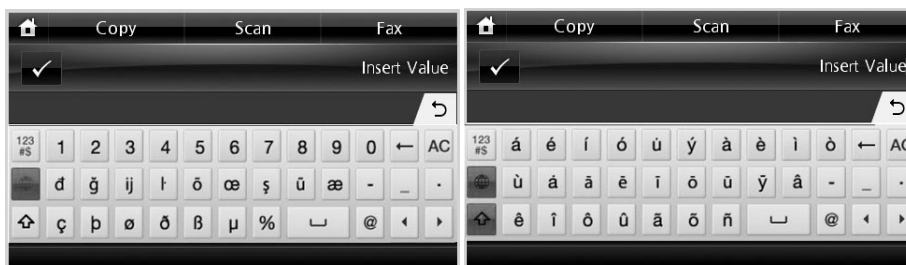 Copy Scan Fax
Insert Value
123 1 2 3 4 5 6 7 8 9 0 ← AC
#$
đ ğ ij ŀ õ œ ş ū æ - _ .
ç þ ø ð ß µ % @
Copy Scan Fax
Insert Value
123 á é í ó ú ý à è ì ò ← AC
#$
ù á ā ē ī ō ū ȳ â - _ .
ê î ô û ã õ ñ @